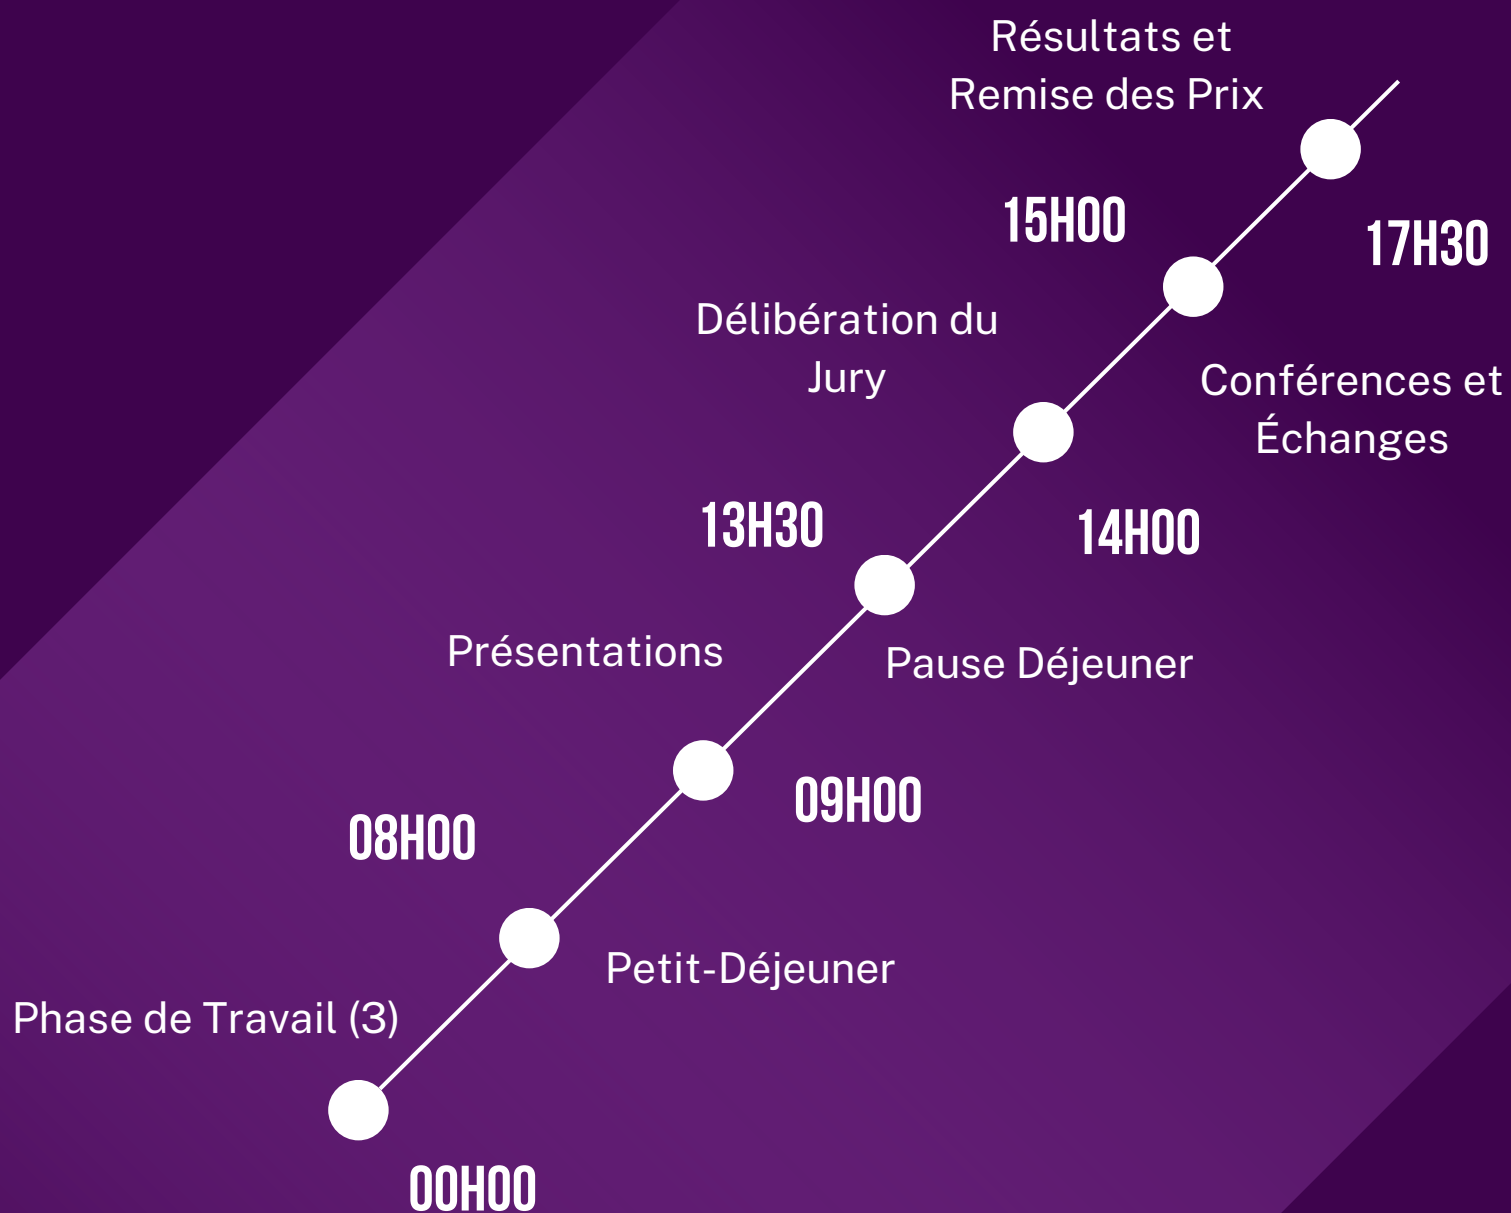 Résultats et
Remise des Prix
17H30
15H00
Conférences et
Échanges
Délibération du
Jury
14H00
13H30
Pause Déjeuner
Présentations
09H00
08H00
Petit-Déjeuner
Phase de Travail (3)
00H00